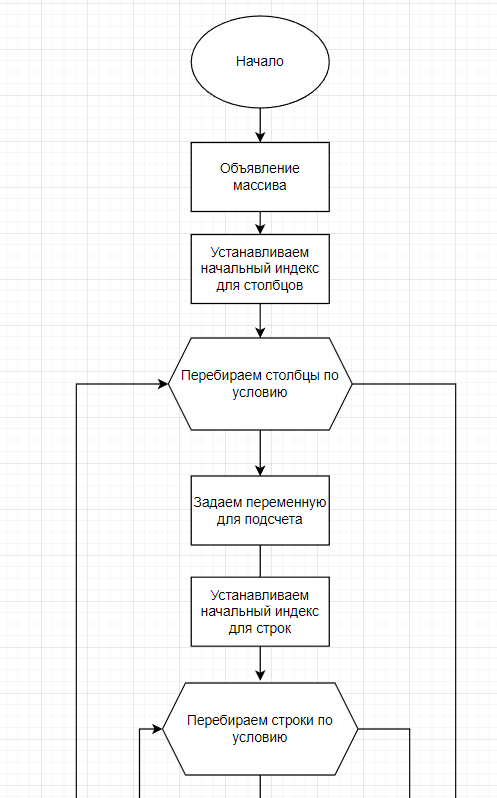 Начало
Объявление
массива
Устанавливаем
начальный индекс
для столбцов
Перебираем столбцы по
условию
Задаем переменную
для подсчета
Устанавливаем
начальный индекс
для строк
Перебираем строки по
условию